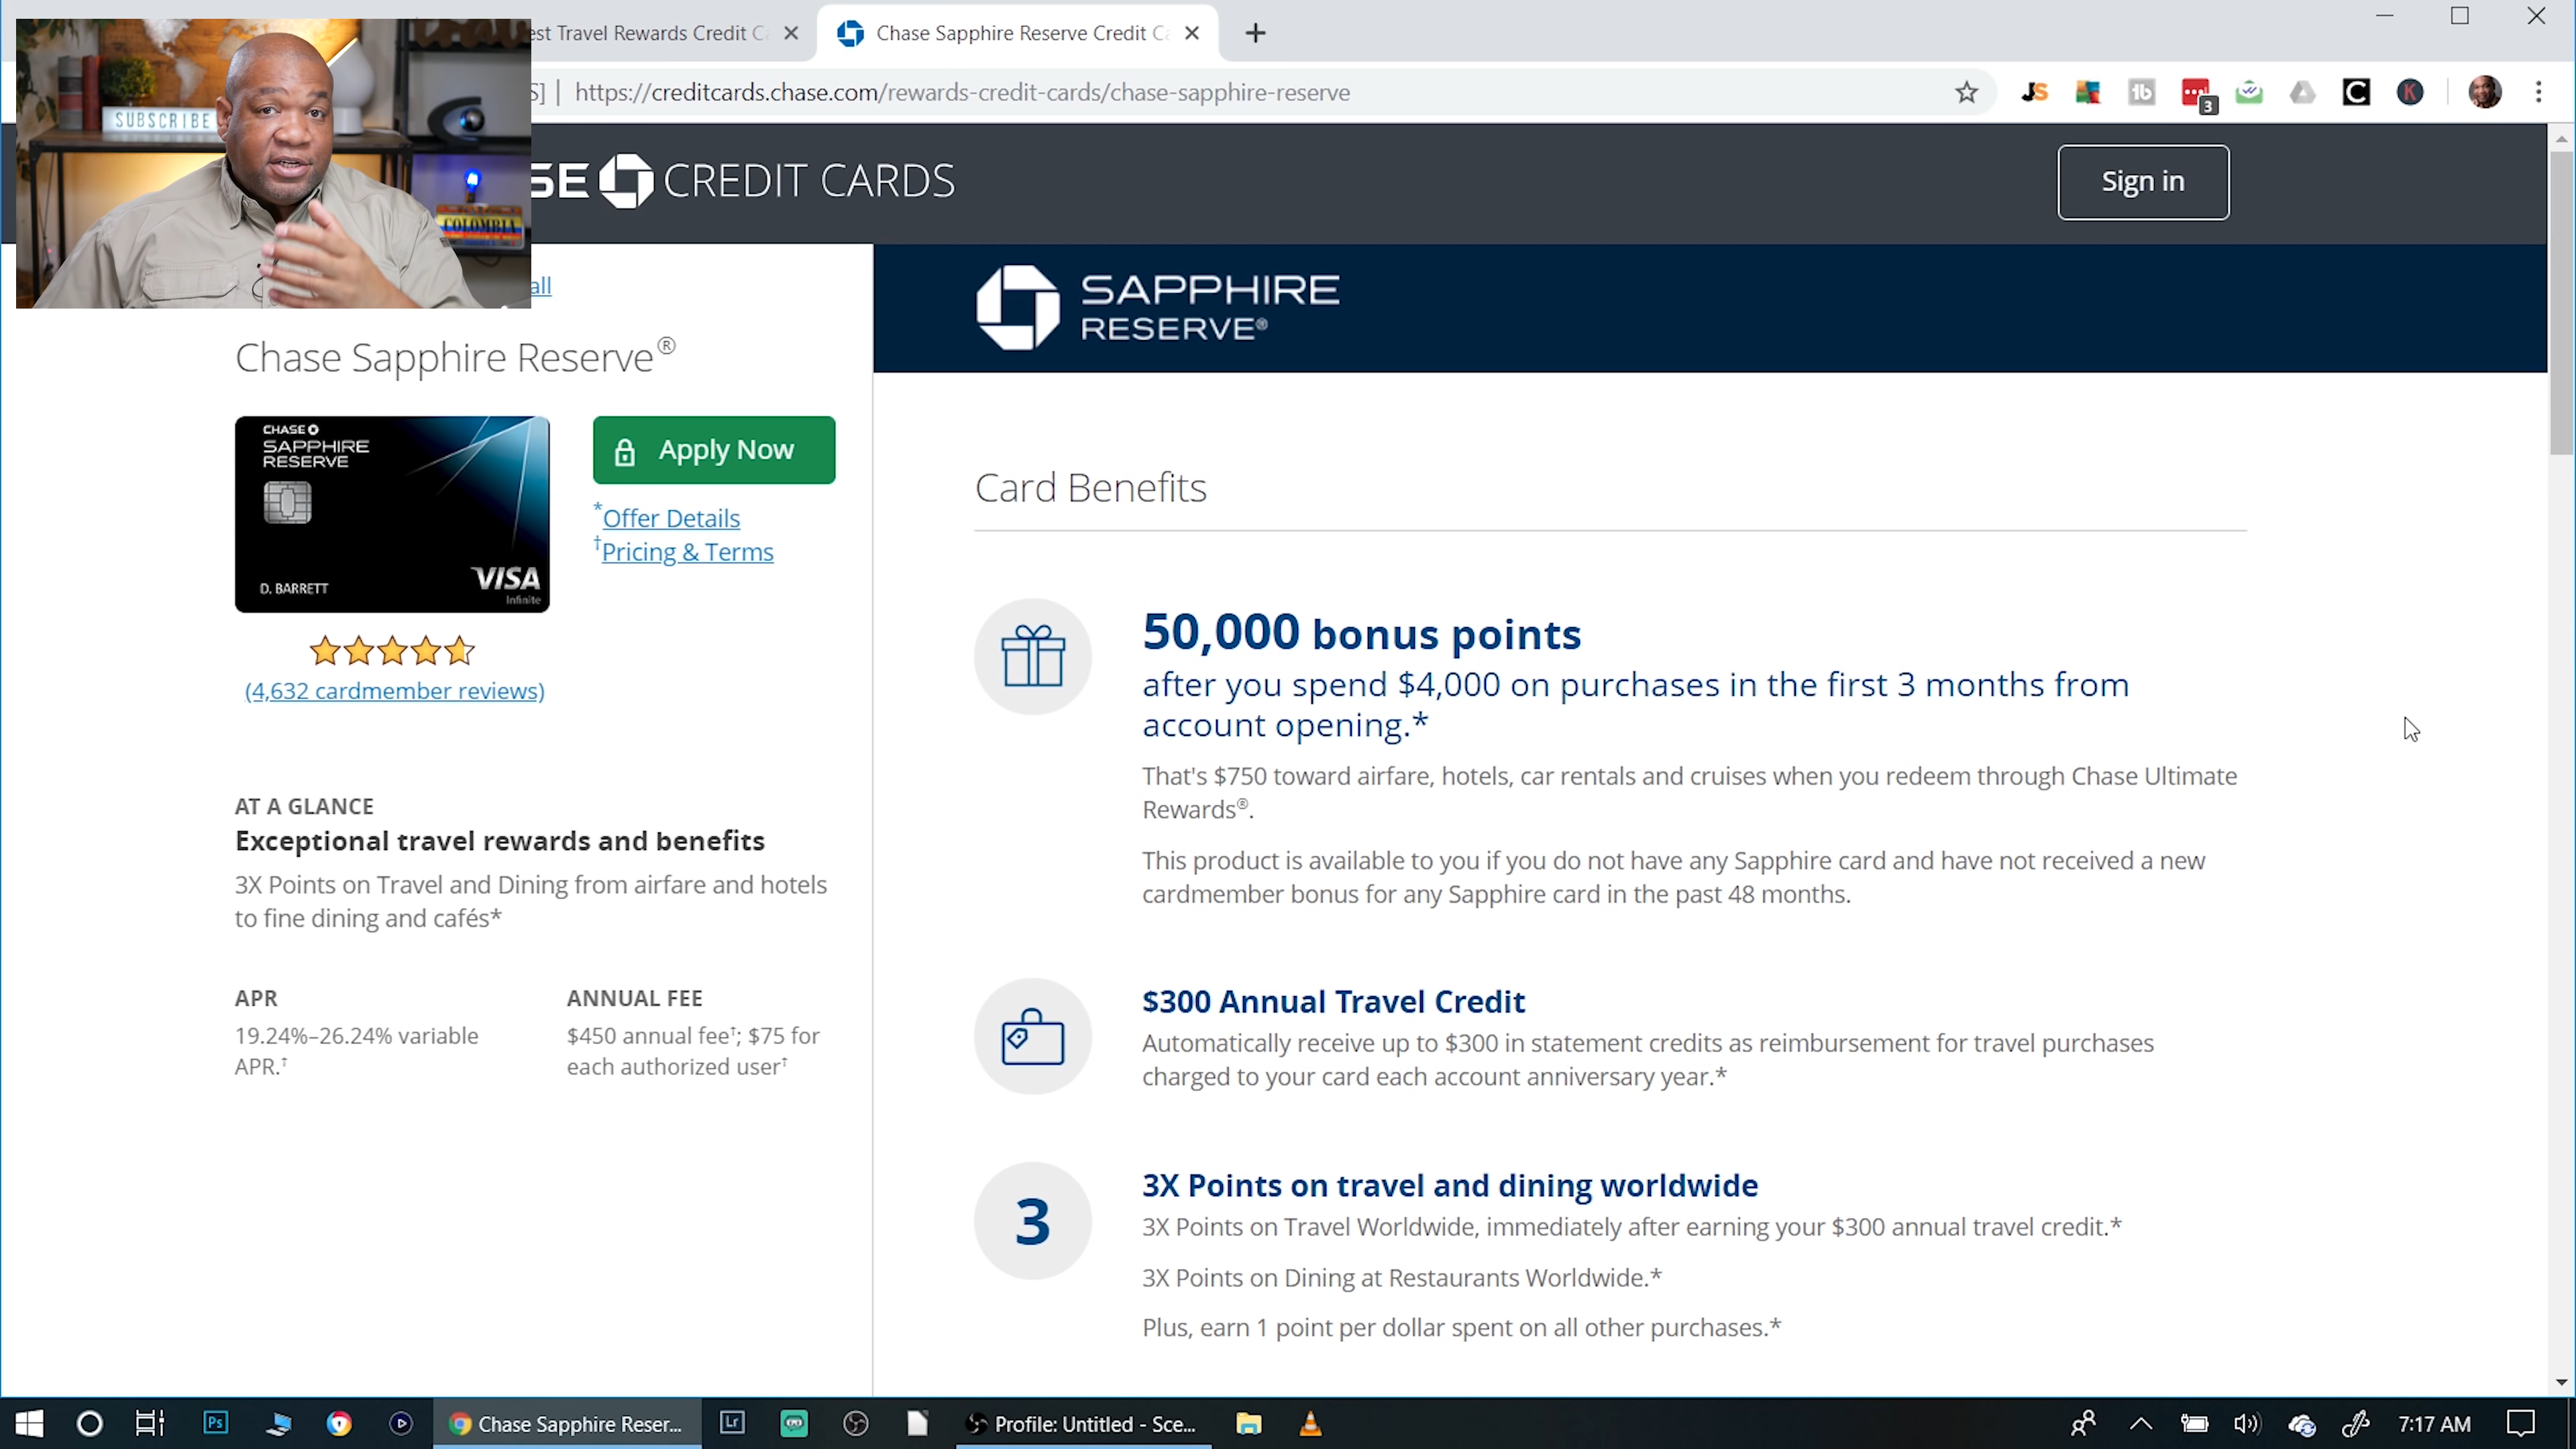 est Travel Rewards Credit C
Chase Sapphire Reserve Credit C
https://creditcards.chase.com/rewards-credit-cards/chase-sapphire-reserve
JS
3
C
K
SUBSCRIBE
COLOMBIA
SE CREDIT CARDS
Sign in
all
SAPPHIRE
RESERVE®
Chase Sapphire Reserve®
CHASE
SAPPHIRE
RESERVE
D. BARRETT
VISA
Infinite
Apply Now
*Offer Details
†Pricing & Terms
(4,632 cardmember reviews)
AT A GLANCE
Exceptional travel rewards and benefits
3X Points on Travel and Dining from airfare and hotels
to fine dining and cafés*
APR
19.24%–26.24% variable
APR.†
ANNUAL FEE
$450 annual fee†; $75 for
each authorized user†
Card Benefits
50,000 bonus points
after you spend $4,000 on purchases in the first 3 months from
account opening.*
That's $750 toward airfare, hotels, car rentals and cruises when you redeem through Chase Ultimate
Rewards®.
This product is available to you if you do not have any Sapphire card and have not received a new
cardmember bonus for any Sapphire card in the past 48 months.
$300 Annual Travel Credit
Automatically receive up to $300 in statement credits as reimbursement for travel purchases
charged to your card each account anniversary year.*
3
3X Points on travel and dining worldwide
3X Points on Travel Worldwide, immediately after earning your $300 annual travel credit.*
3X Points on Dining at Restaurants Worldwide.*
Plus, earn 1 point per dollar spent on all other purchases.*
Ps
Chase Sapphire Reser...
Lr
Profile: Untitled - Sce...
7:17 AM